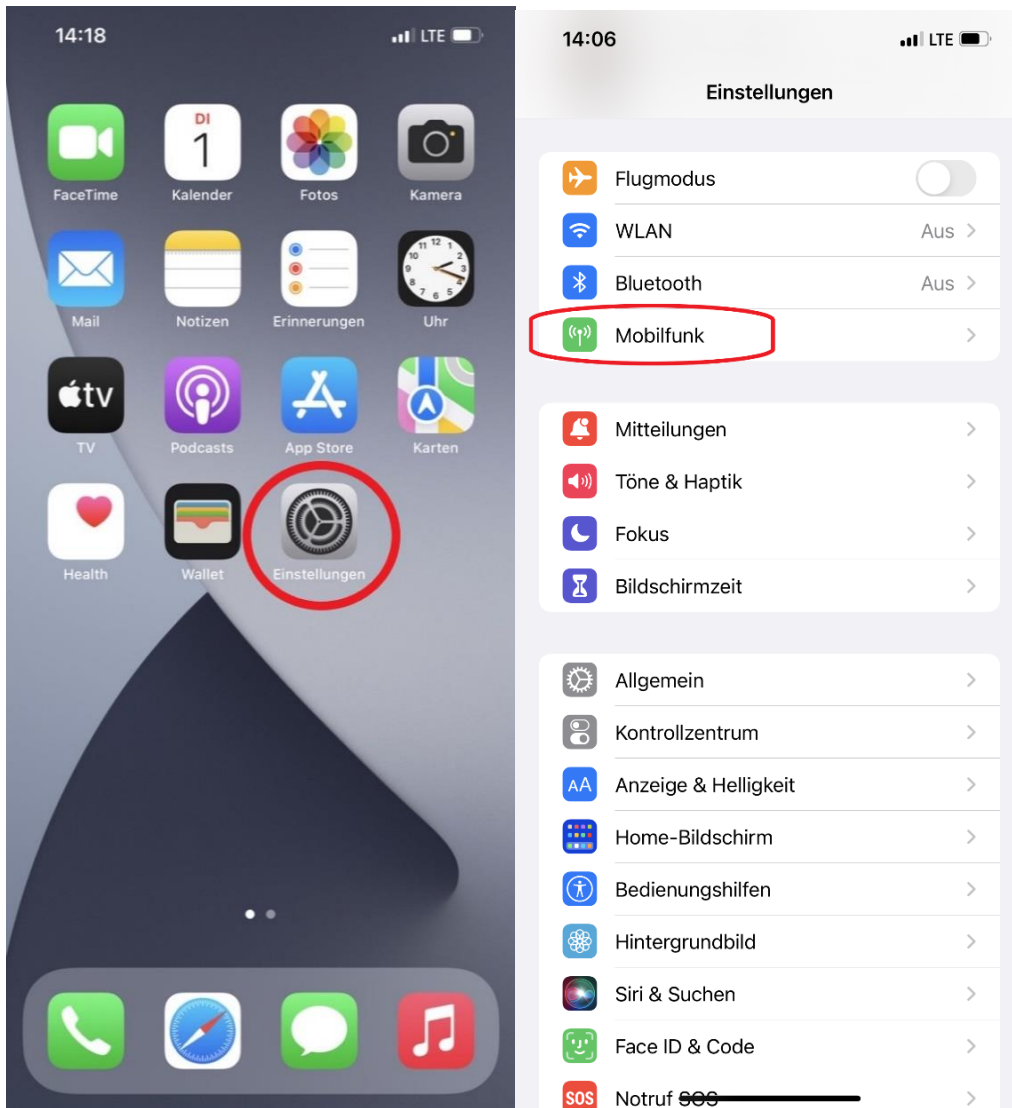 14:18
LTE
DI
1
FaceTime
Kalender
Fotos
Kamera
Mail
Notizen
Erinnerungen
Uhr
tv
TV
Podcasts
App Store
Karten
Health
Wallet
Einstellungen
14:06
LTE
Einstellungen
Flugmodus
WLAN
Aus
Bluetooth
Aus
Mobilfunk
Mitteilungen
Töne & Haptik
Fokus
Bildschirmzeit
Allgemein
Kontrollzentrum
AA
Anzeige & Helligkeit
Home-Bildschirm
Bedienungshilfen
Hintergrundbild
Siri & Suchen
Face ID & Code
SOS
Notruf SOS